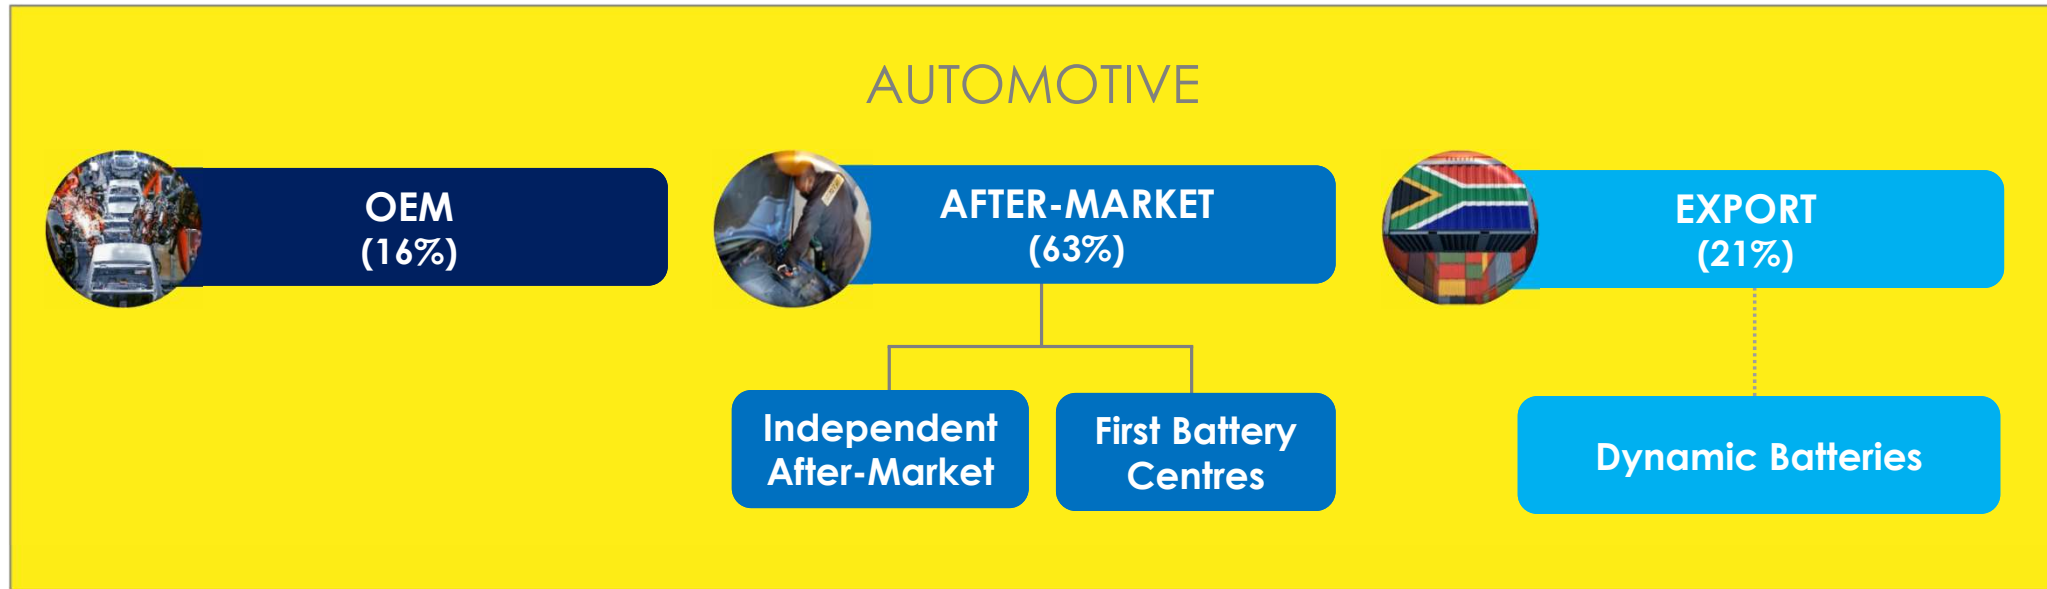 AUTOMOTIVE
OEM
(16%)
AFTER-MARKET
(63%)
EXPORT
(21%)
Independent
After-Market
First Battery
Centres
Dynamic Batteries